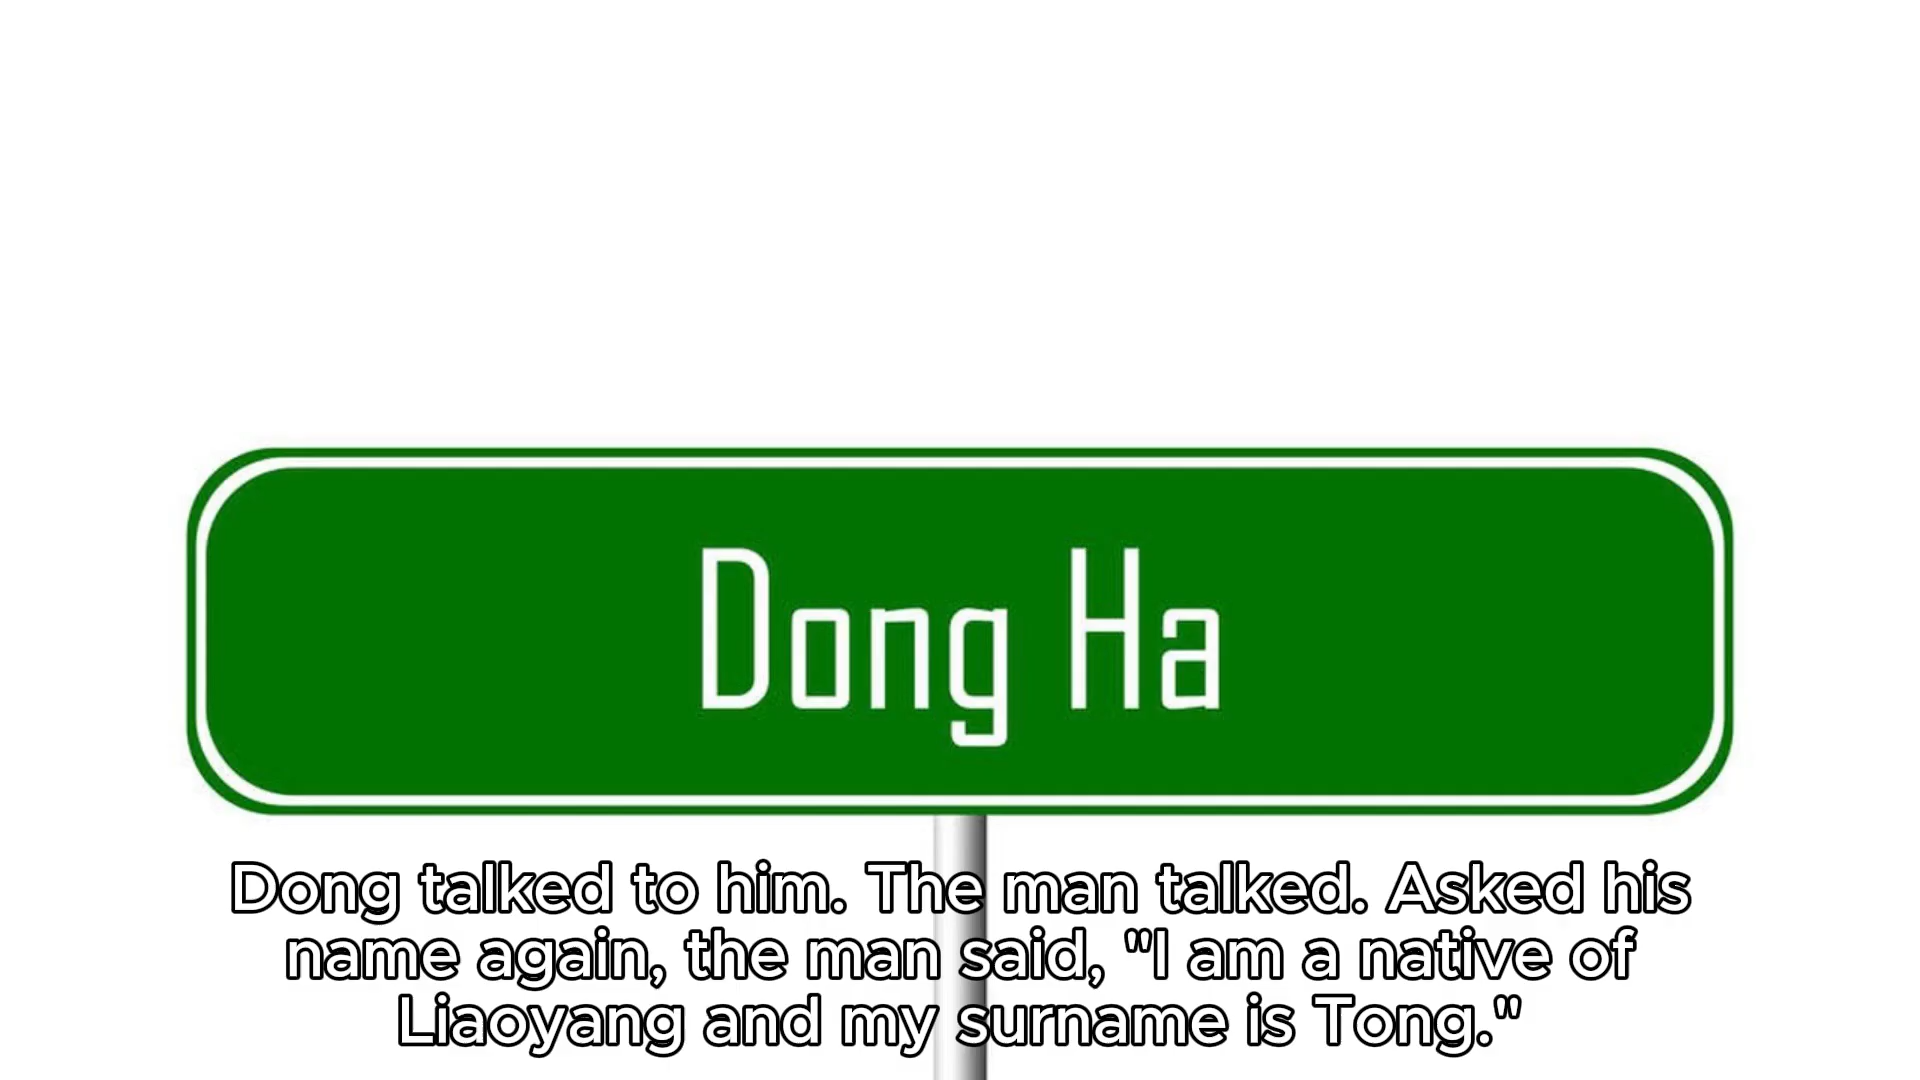 Dong Ha
Dong talked to him. The man talked. Asked his
name again, the man said, "I am a native of
Liaoyang and my surname is Tong."